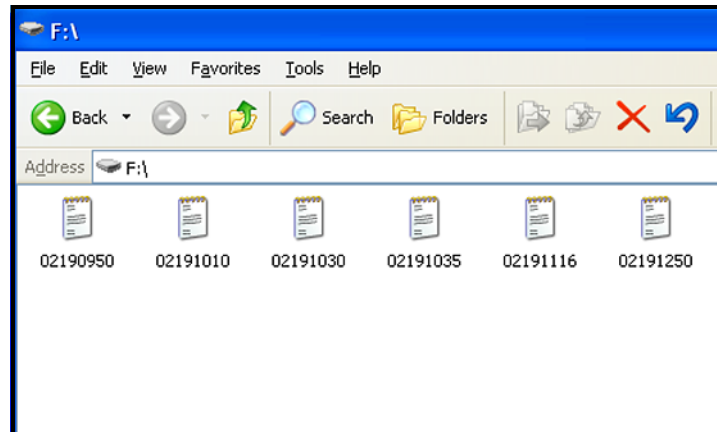 F:\
File Edit View Favorites Tools Help
Back Search Folders
Address F:\
02190950 02191010 02191030 02191035 02191116 02191250